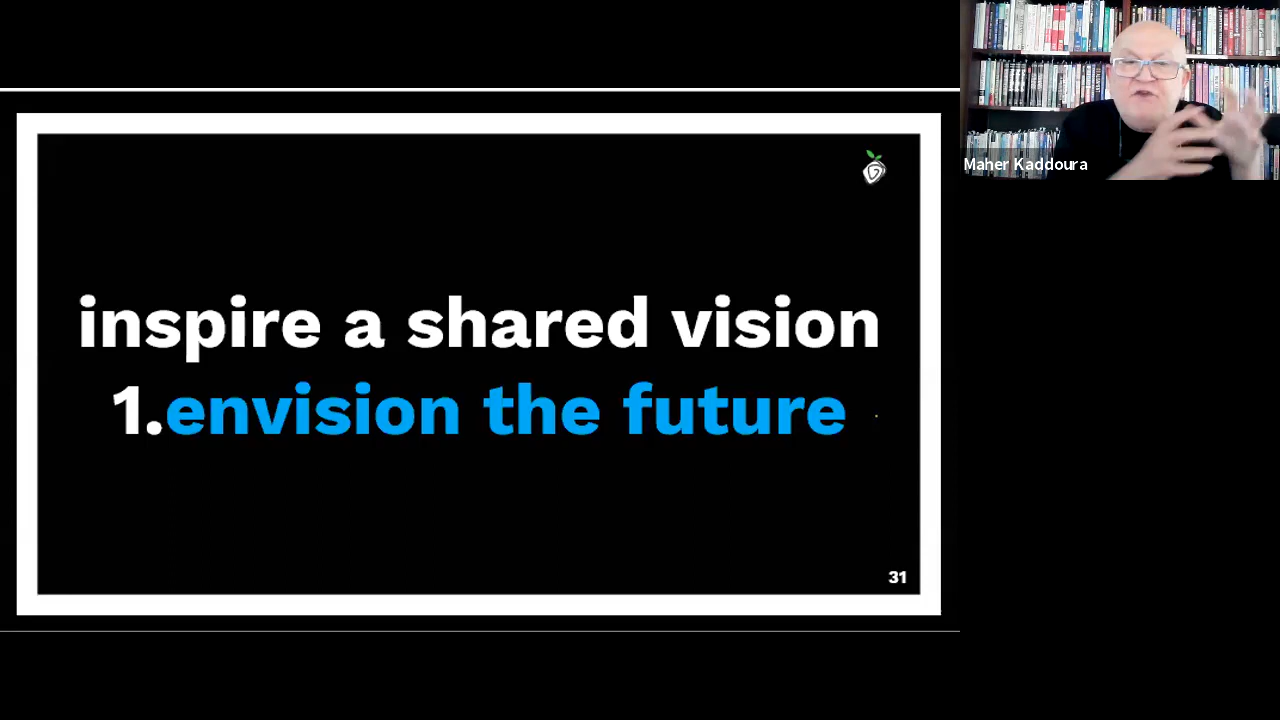 inspire a shared vision
1.envision the future
31
Maher Kaddoura